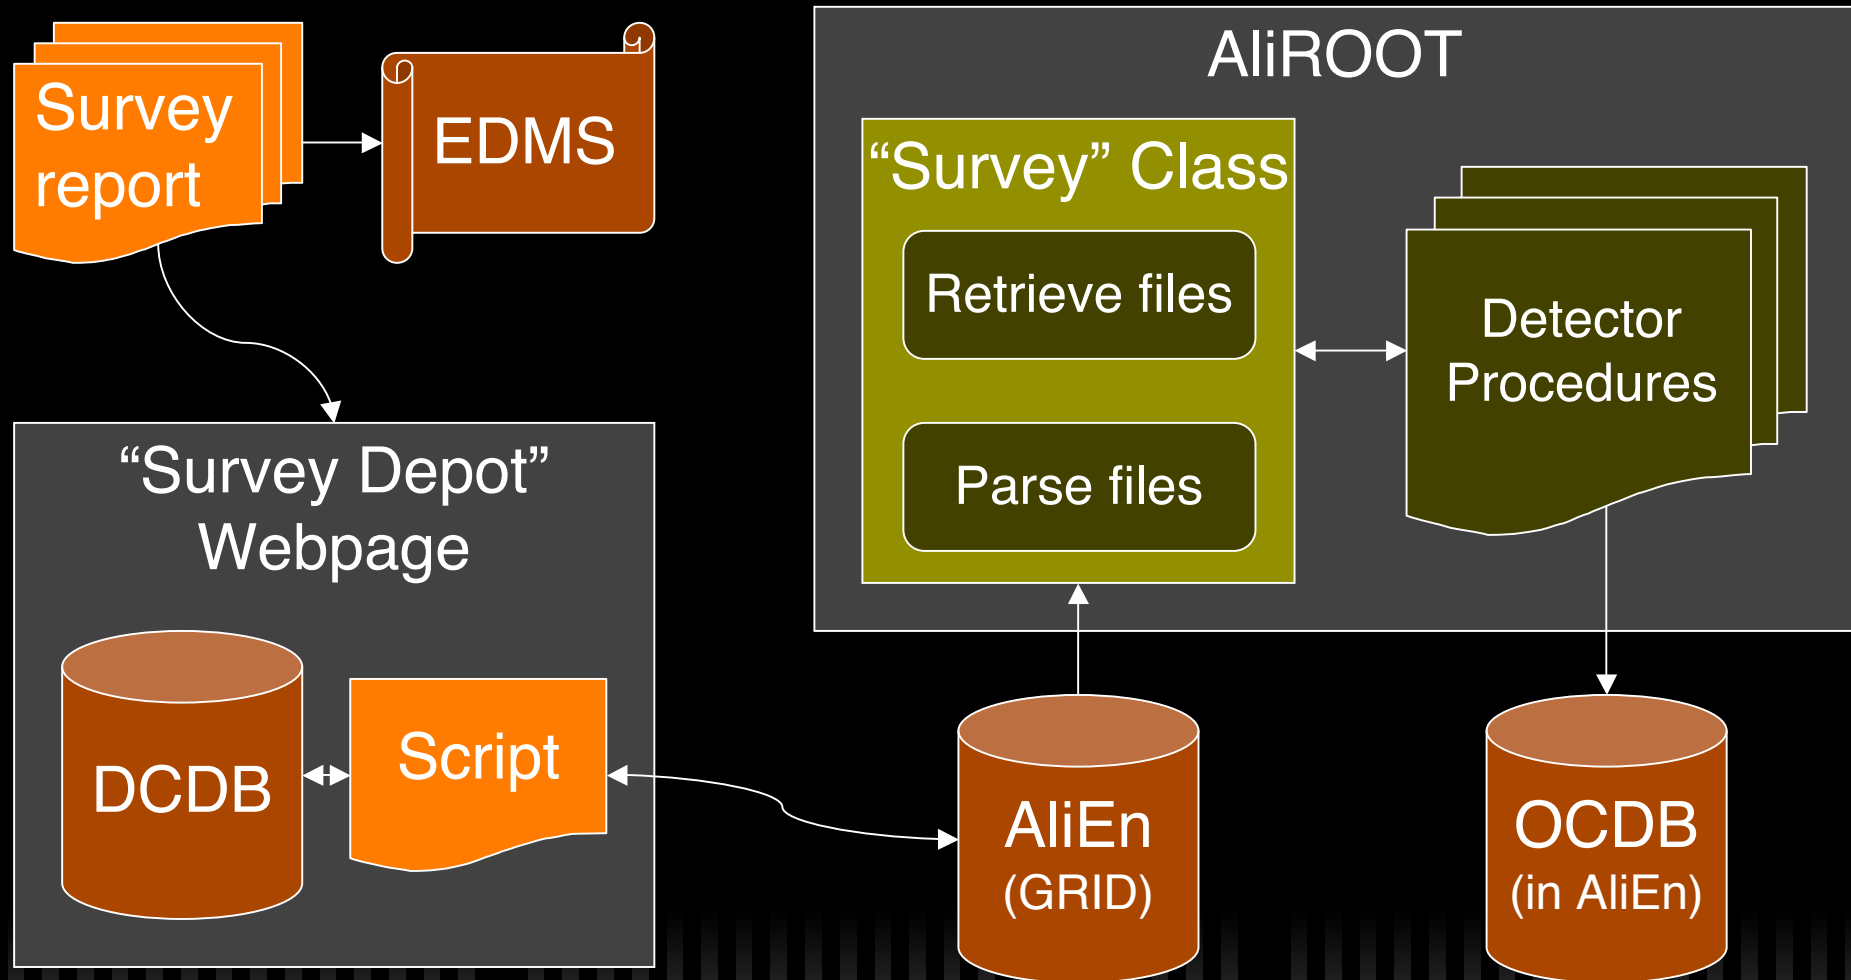 Survey
report
EDMS
AliROOT
“Survey” Class
Retrieve files
Parse files
Detector
Procedures
“Survey Depot”
Webpage
DCDB
Script
AliEn
(GRID)
OCDB
(in AliEn)